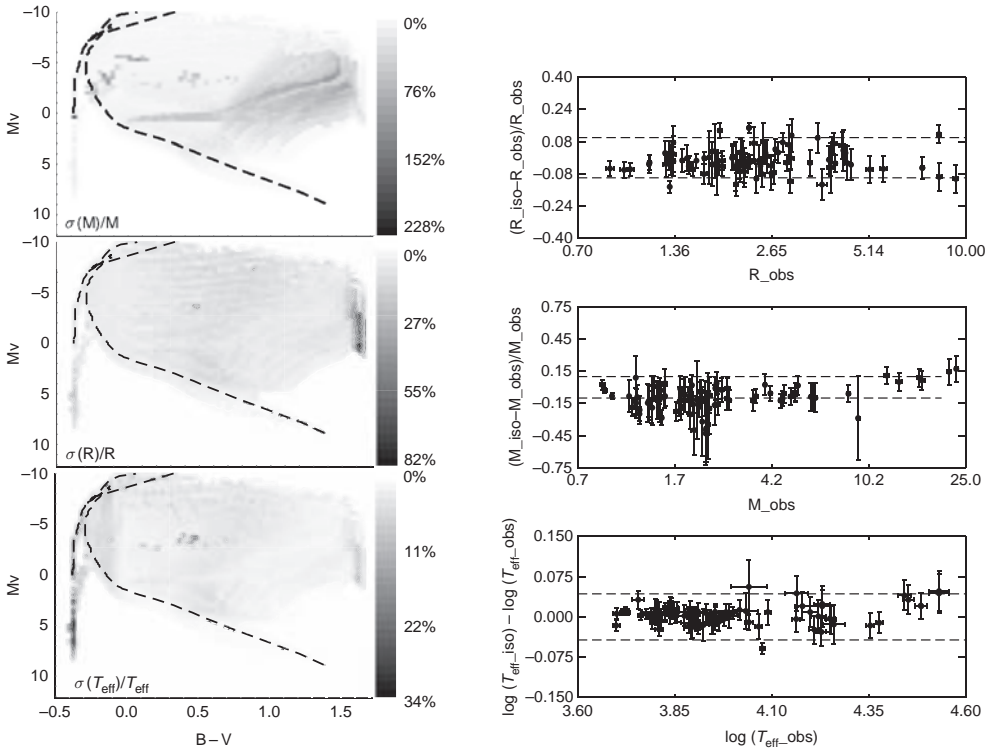 −10
−5
0
5
10
Mv
σ(M)/M
0%
76%
152%
228%
−10
−5
0
5
10
Mv
σ(R)/R
0%
27%
55%
82%
−10
−5
0
5
10
Mv
σ(Teff)/Teff
0%
11%
22%
34%
−0.5 0.0 0.5 1.0 1.5
B − V
0.40
0.24
0.08
−0.08
−0.24
−0.40
(R_iso−R_obs)/R_obs
0.70 1.36 2.65 5.14 10.00
R_obs
0.75
0.45
0.15
−0.15
−0.45
−0.75
(M_iso−M_obs)/M_obs
0.7 1.7 4.2 10.2 25.0
M_obs
0.150
0.075
0.000
−0.075
−0.150
log (Teff_iso) − log (Teff_obs)
3.60 3.85 4.10 4.35 4.60
log (Teff_obs)